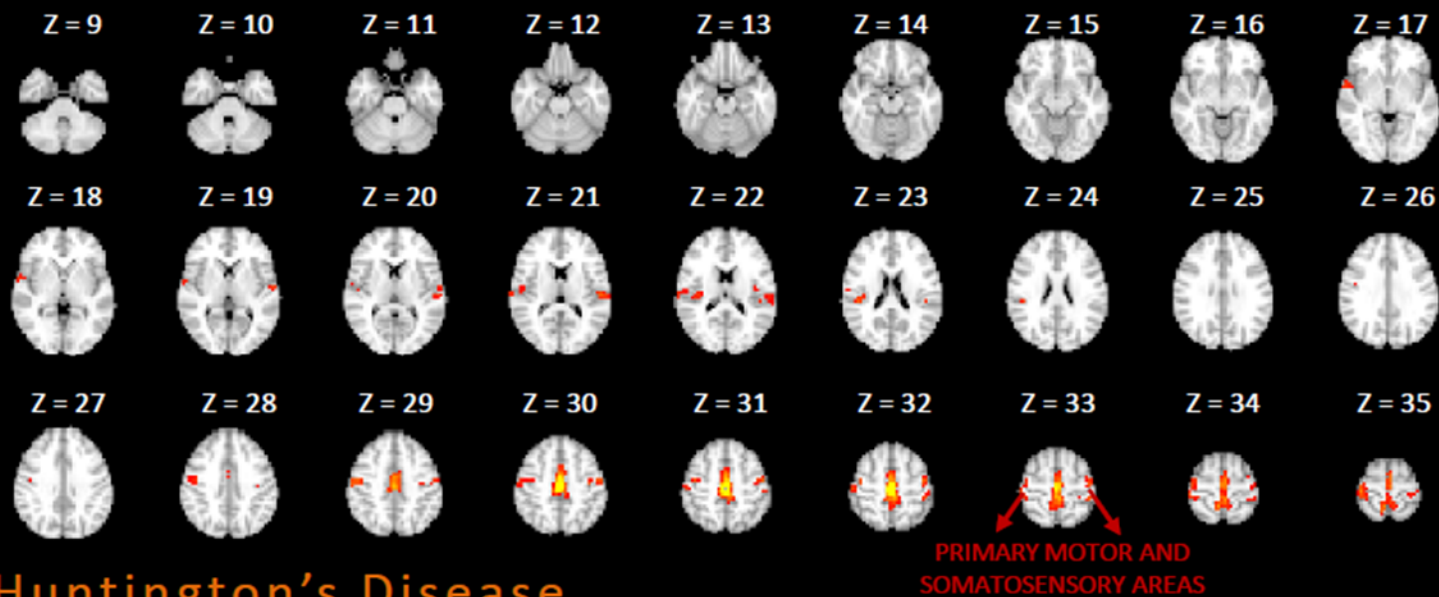 Z = 9 Z = 10 Z = 11 Z = 12 Z = 13 Z = 14 Z = 15 Z = 16 Z = 17
Z = 18 Z = 19 Z = 20 Z = 21 Z = 22 Z = 23 Z = 24 Z = 25 Z = 26
Z = 27 Z = 28 Z = 29 Z = 30 Z = 31 Z = 32 Z = 33 Z = 34 Z = 35
PRIMARY MOTOR AND
SOMATOSENSORY AREAS
Huntington's Disease